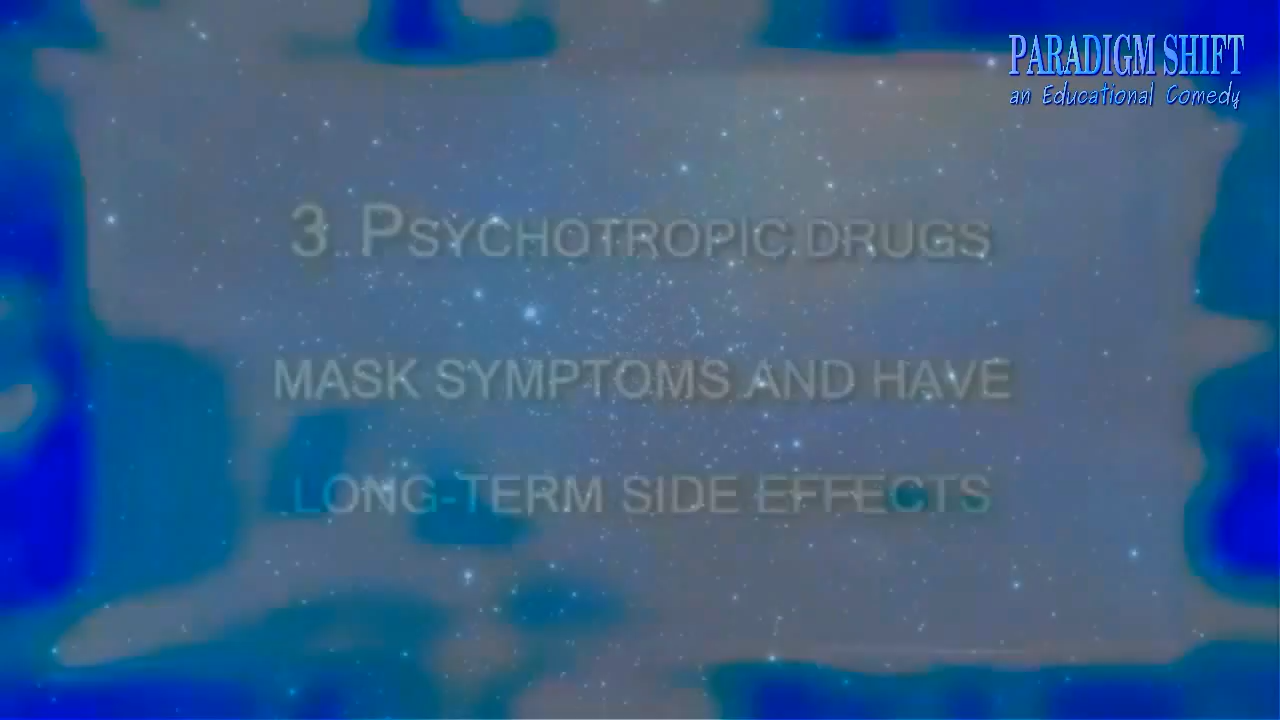 PARADIGM SHIFT
an Educational Comedy
3. PSYCHOTROPIC DRUGS
MASK SYMPTOMS AND HAVE
LONG-TERM SIDE EFFECTS